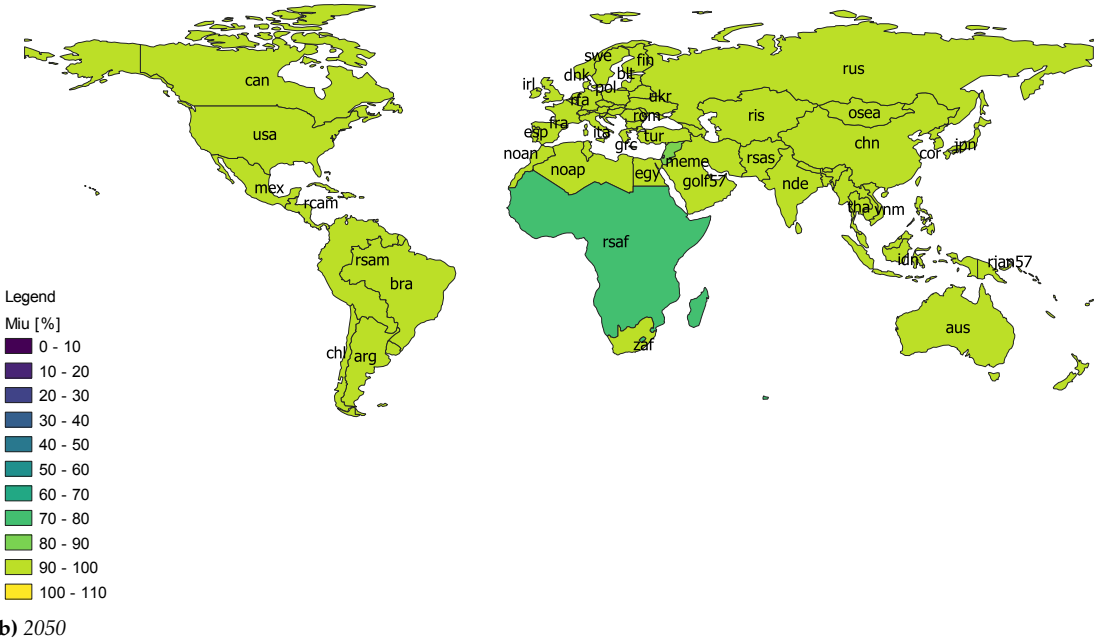 can
usa
mex
rcam
rsam
bra
chl
arg
swe
fin
dnk
blt
irl
pol
rfa
ukr
fra
rom
esp
ita
tur
grc
noan
noap
egy
meme
golf57
rsaf
zaf
rus
ris
osea
chn
cor
jpn
rsas
nde
tha
vnm
idn
rjan57
aus
Legend
Miu [%]
0 - 10
10 - 20
20 - 30
30 - 40
40 - 50
50 - 60
60 - 70
70 - 80
80 - 90
90 - 100
100 - 110
b) 2050